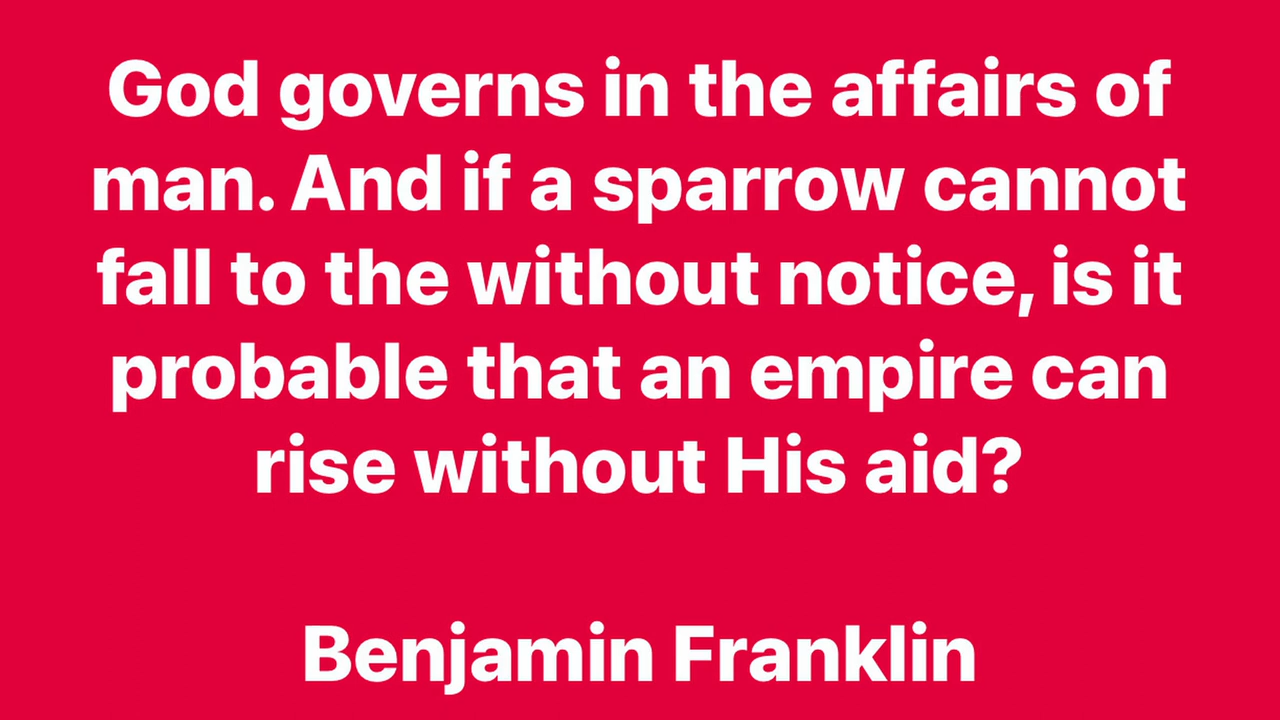 God governs in the affairs of
man. And if a sparrow cannot
fall to the without notice, is it
probable that an empire can
rise without His aid?
Benjamin Franklin